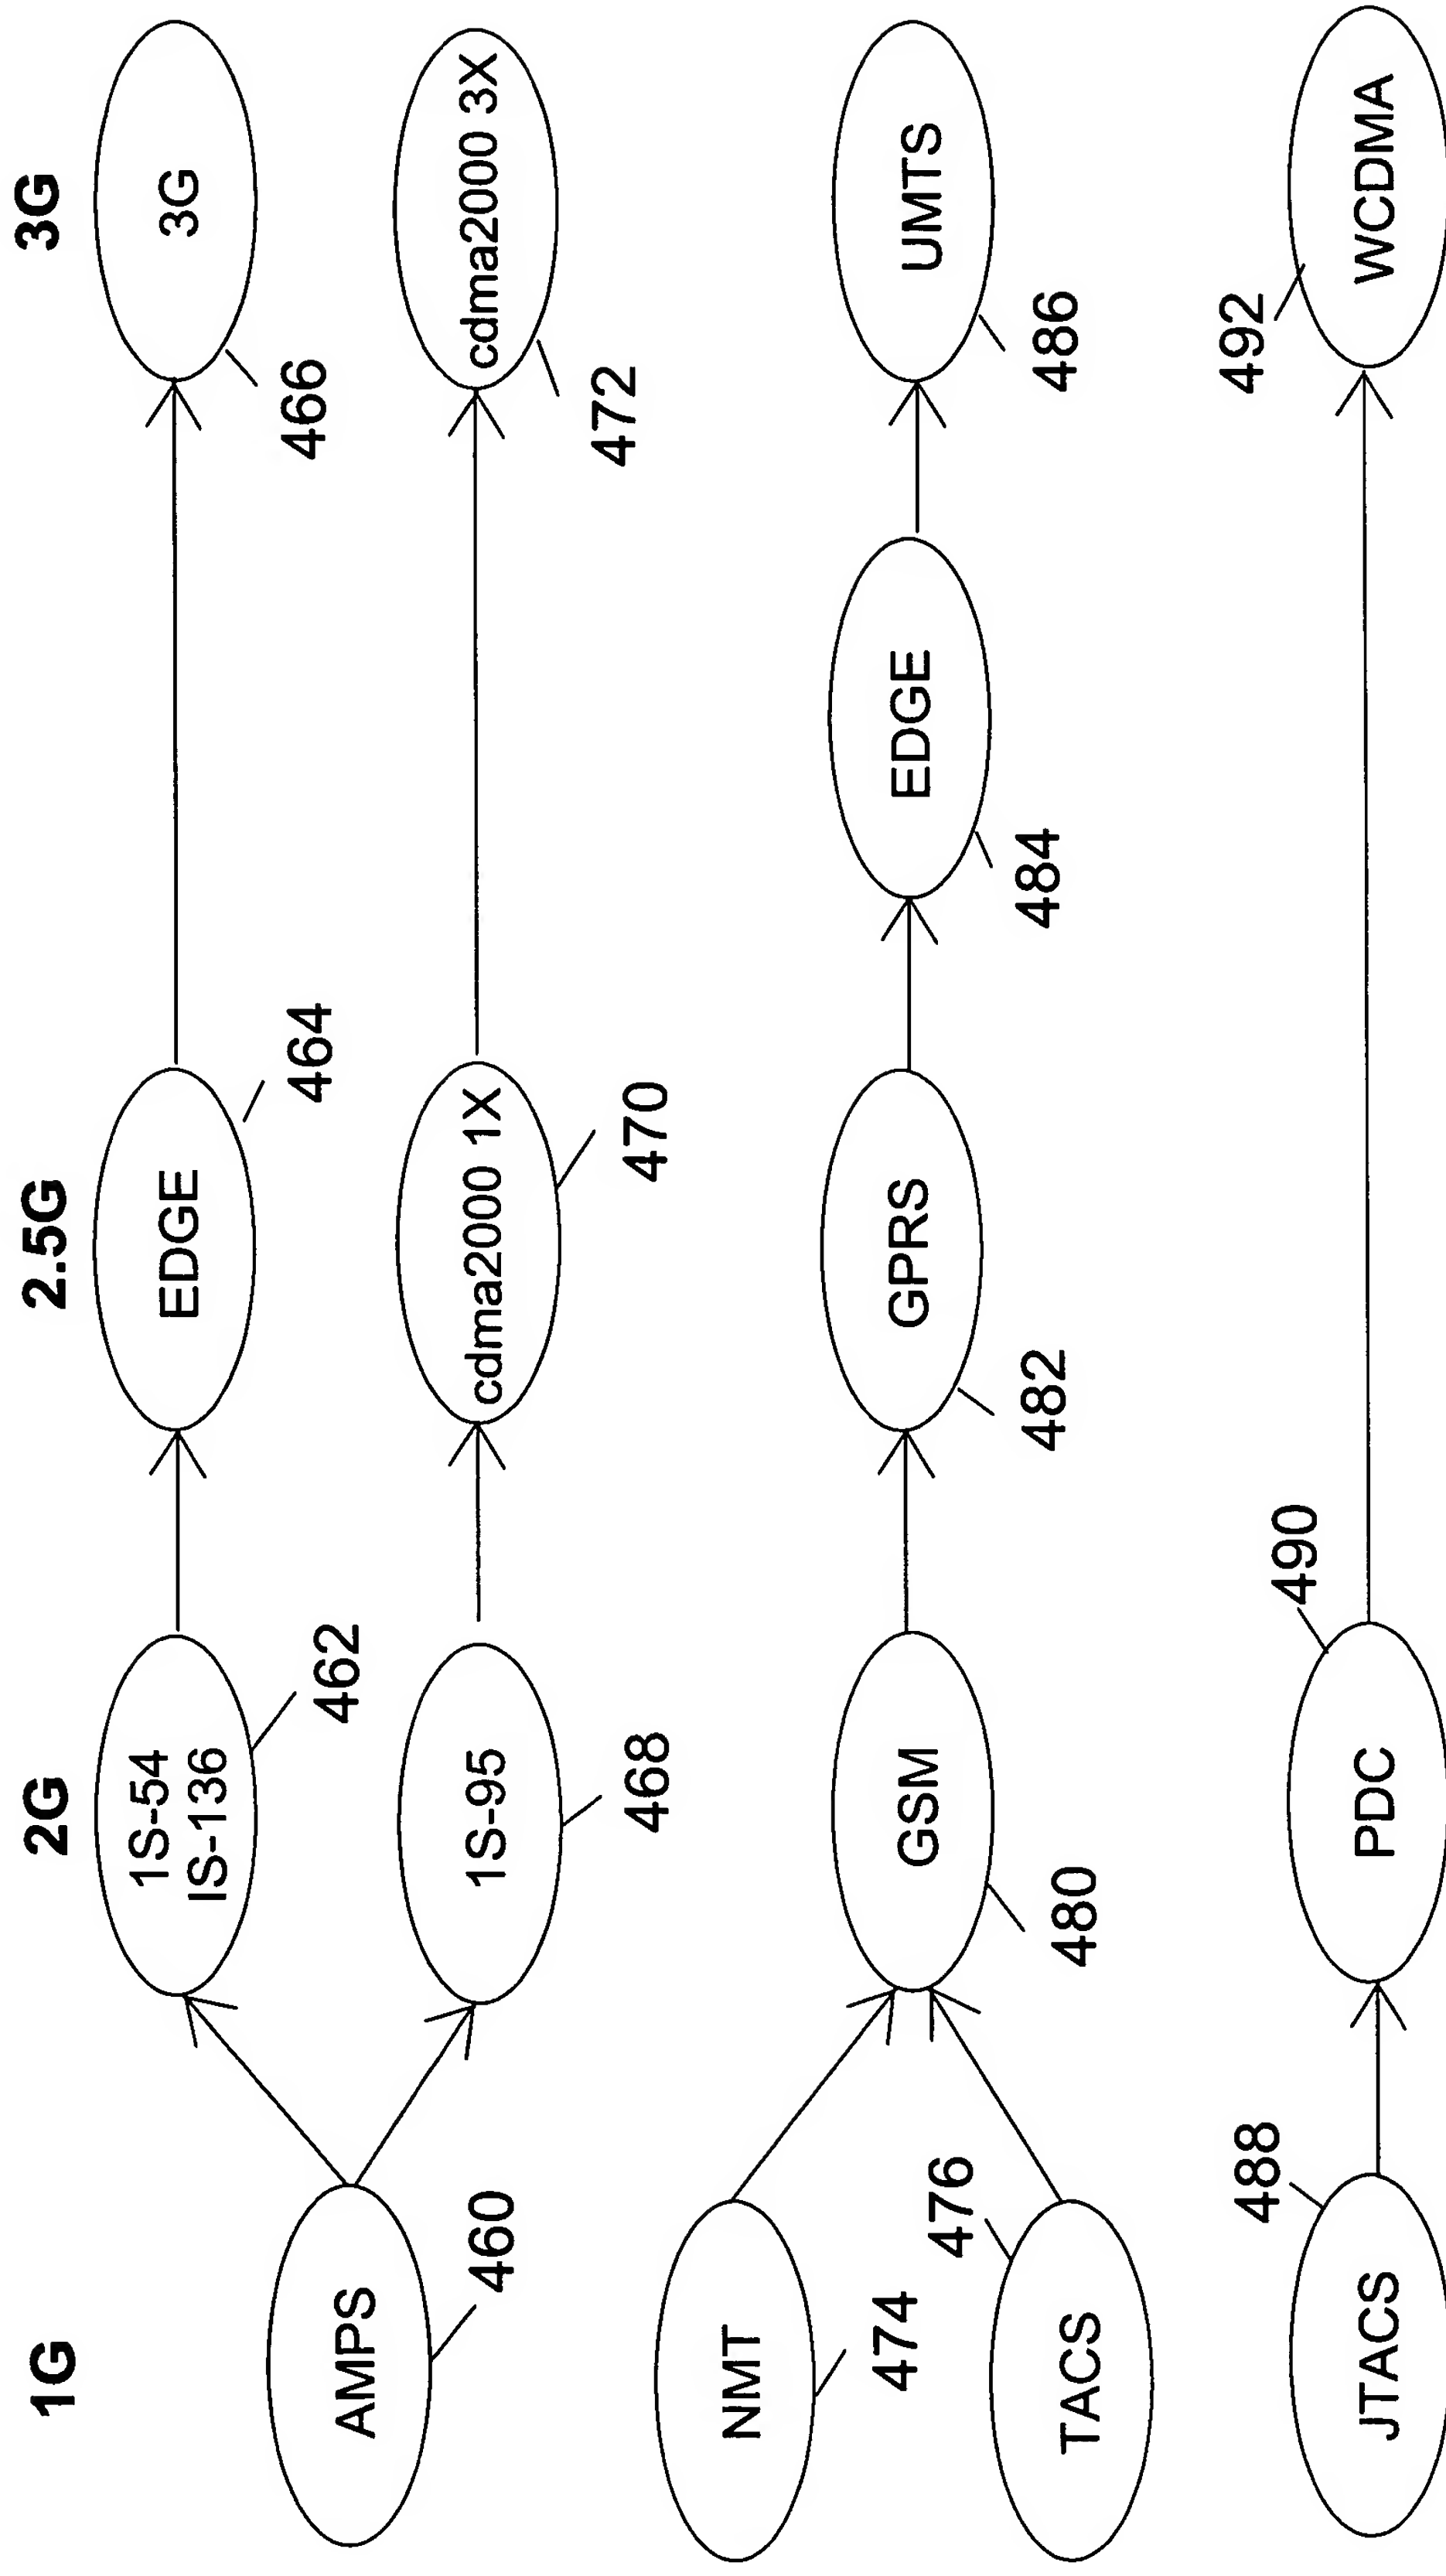 1G
2G
2.5G
3G
AMPS
460
1S-54
IS-136
462
EDGE
464
3G
466
1S-95
468
cdma2000 1X
470
cdma2000 3X
472
NMT
474
TACS
476
GSM
480
GPRS
482
EDGE
484
UMTS
486
JTACS
488
PDC
490
WCDMA
492